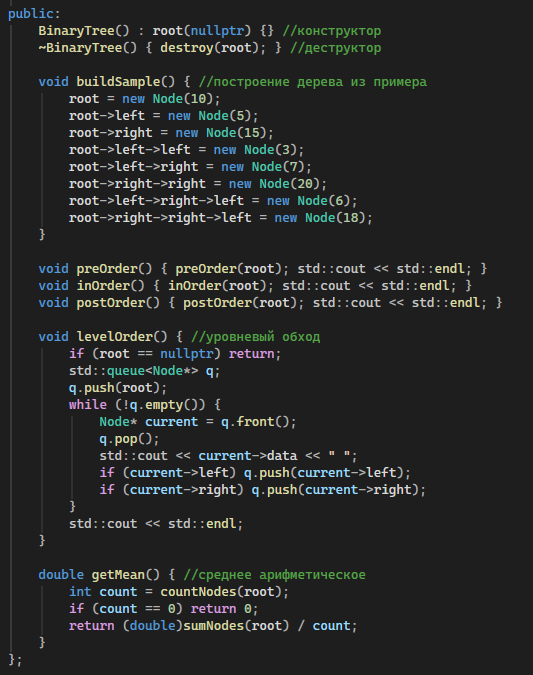 public:
    BinaryTree() : root(nullptr) {} //конструктор
    ~BinaryTree() { destroy(root); } //деструктор

    void buildSample() { //построение дерева из примера
        root = new Node(10);
        root->left = new Node(5);
        root->right = new Node(15);
        root->left->left = new Node(3);
        root->left->right = new Node(7);
        root->right->right = new Node(20);
        root->left->right->left = new Node(6);
        root->right->right->left = new Node(18);
    }

    void preOrder() { preOrder(root); std::cout << std::endl; }
    void inOrder() { inOrder(root); std::cout << std::endl; }
    void postOrder() { postOrder(root); std::cout << std::endl; }

    void levelOrder() { //уровневый обход
        if (root == nullptr) return;
        std::queue<Node*> q;
        q.push(root);
        while (!q.empty()) {
            Node* current = q.front();
            q.pop();
            std::cout << current->data << " ";
            if (current->left) q.push(current->left);
            if (current->right) q.push(current->right);
        }
        std::cout << std::endl;
    }

    double getMean() { //среднее арифметическое
        int count = countNodes(root);
        if (count == 0) return 0;
        return (double)sumNodes(root) / count;
    }
};